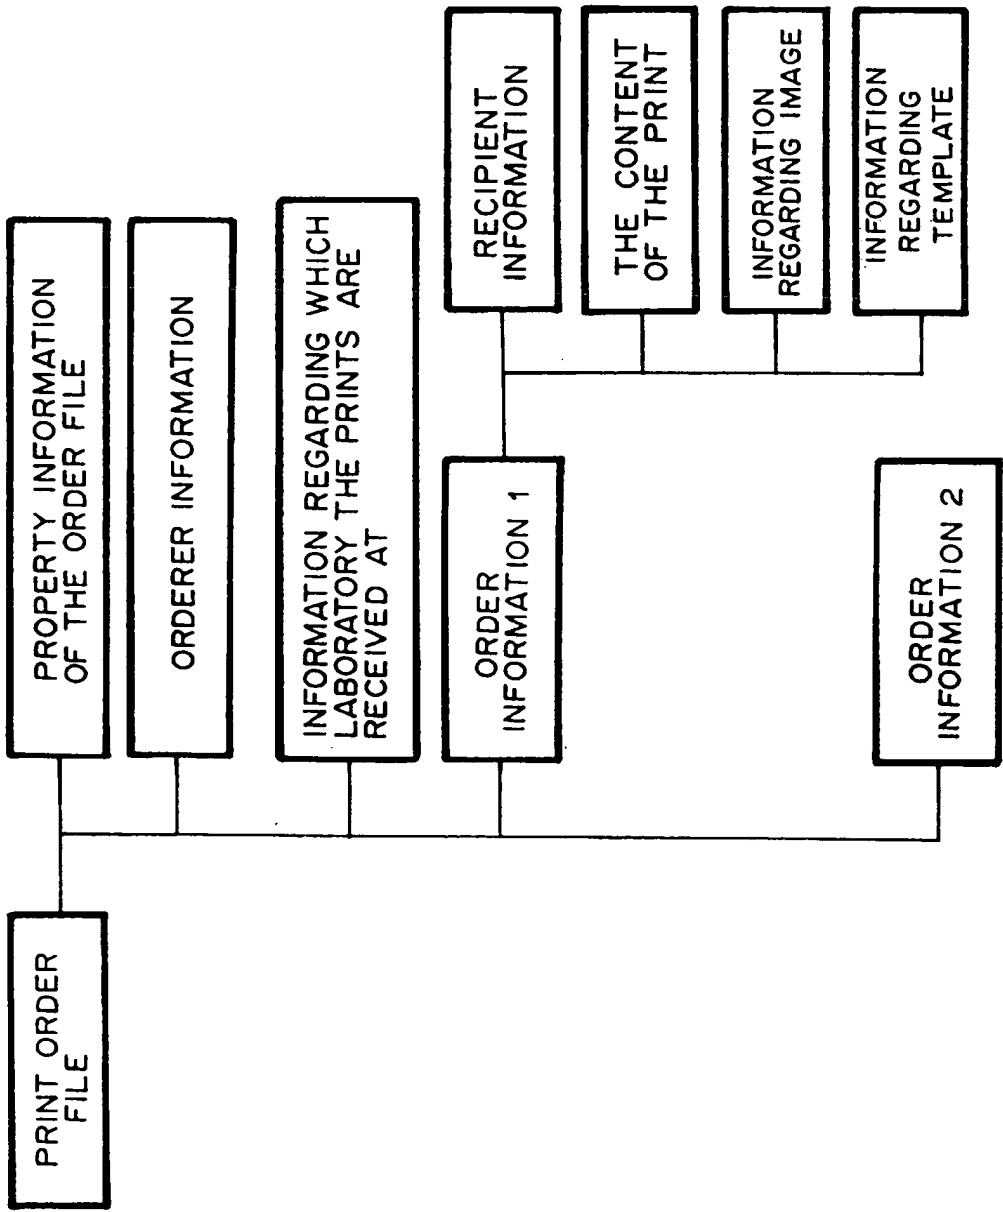 PRINT ORDER
FILE
PROPERTY INFORMATION
OF THE ORDER FILE
ORDERER INFORMATION
INFORMATION REGARDING WHICH
LABORATORY THE PRINTS ARE
RECEIVED AT
ORDER
INFORMATION 1
RECIPIENT
INFORMATION
THE CONTENT
OF THE PRINT
INFORMATION
REGARDING IMAGE
INFORMATION
REGARDING
TEMPLATE
ORDER
INFORMATION 2